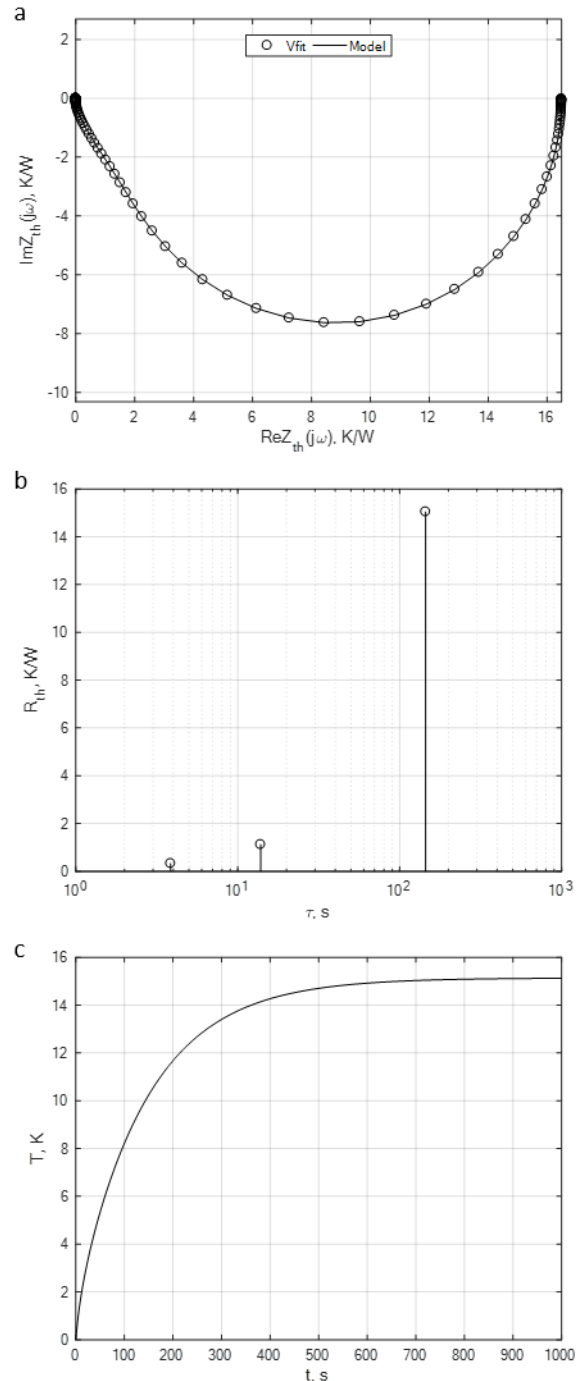 a
Vfit Model
2
0
-2
-4
-6
-8
-10
ImZth(jω), K/W
0 2 4 6 8 10 12 14 16
ReZth(jω), K/W
b
16
14
12
10
8
6
4
2
0
Rth, K/W
10^0 10^1 10^2 10^3
τ, s
c
16
14
12
10
8
6
4
2
0
T, K
0 100 200 300 400 500 600 700 800 900 1000
t, s